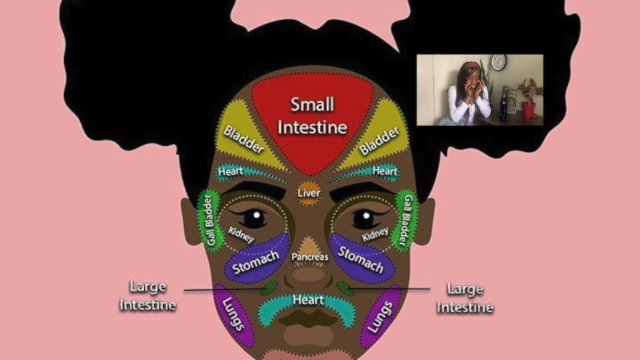 Small
Intestine
Bladder
Bladder
Heart
Heart
Liver
Gall Bladder
Gall Bladder
Kidney
Kidney
Stomach
Pancreas
Stomach
Large
Intestine
Large
Intestine
Heart
Lungs
Lungs